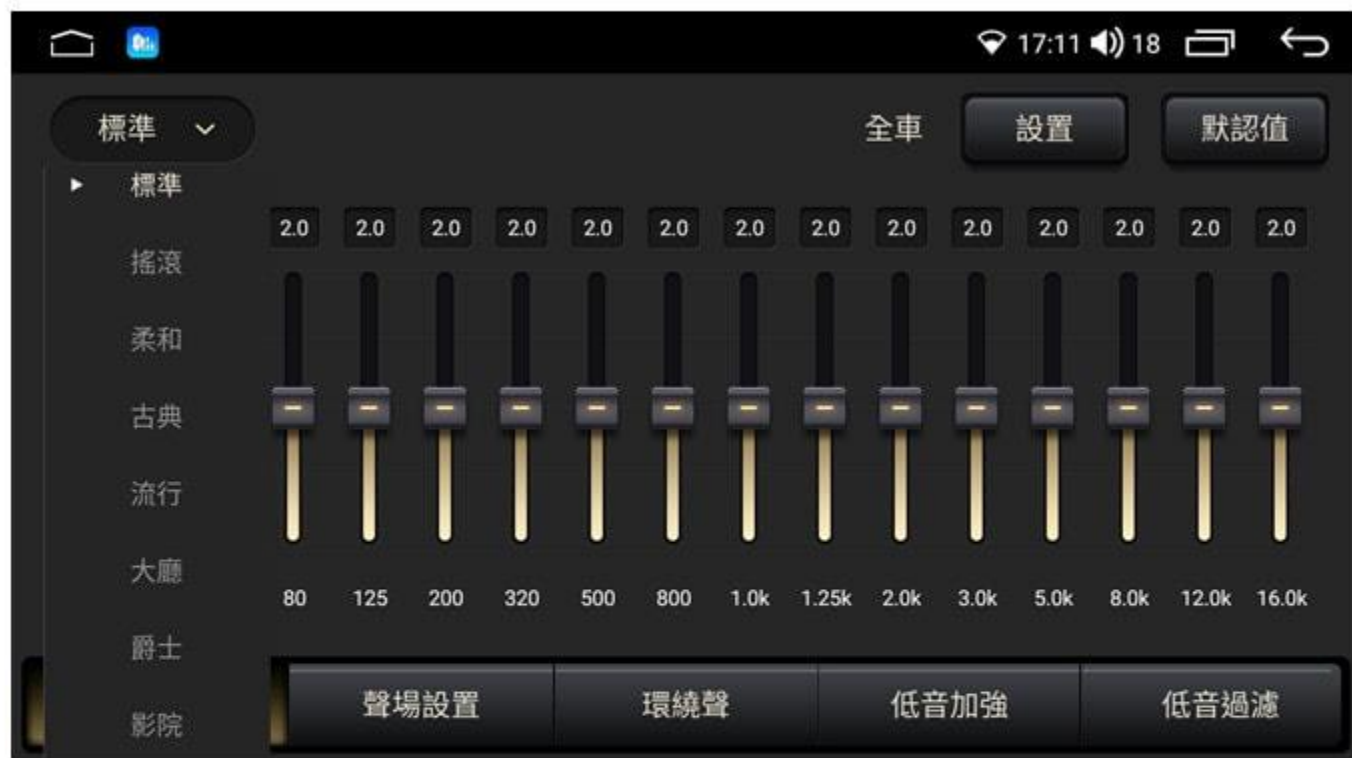 17:11 18
標準
全車 設置 默認值
標準
搖滾
柔和
古典
流行
大廳
爵士
影院
2.0 2.0 2.0 2.0 2.0 2.0 2.0 2.0 2.0 2.0 2.0 2.0 2.0 2.0
80 125 200 320 500 800 1.0k 1.25k 2.0k 3.0k 5.0k 8.0k 12.0k 16.0k
聲場設置 環繞聲 低音加強 低音過濾